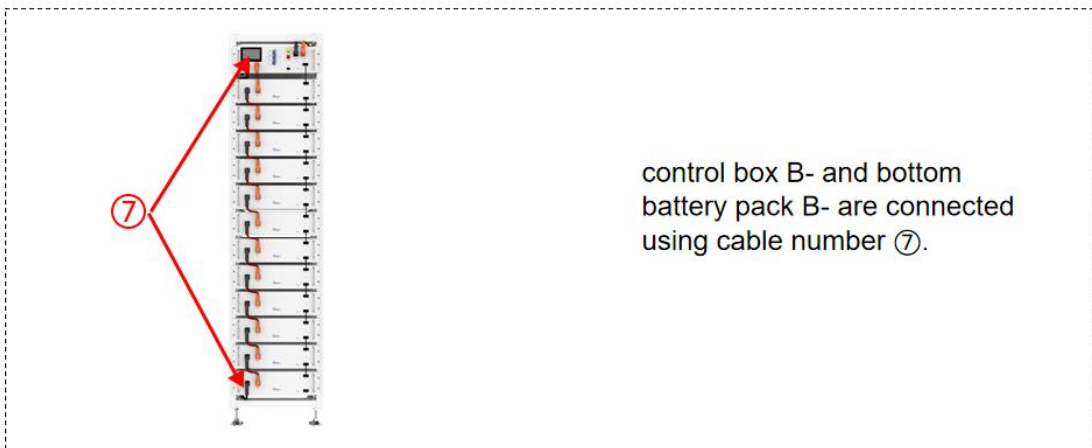 ⑦
control box B- and bottom
battery pack B- are connected
using cable number ⑦.